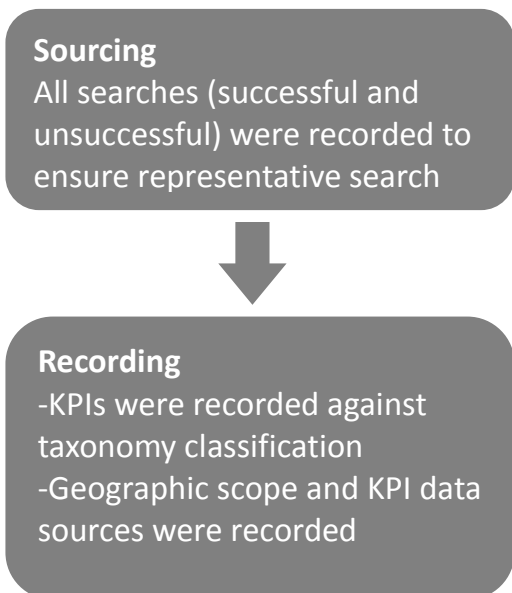 Sourcing
All searches (successful and
unsuccessful) were recorded to
ensure representative search
Recording
-KPIs were recorded against
taxonomy classification
-Geographic scope and KPI data
sources were recorded